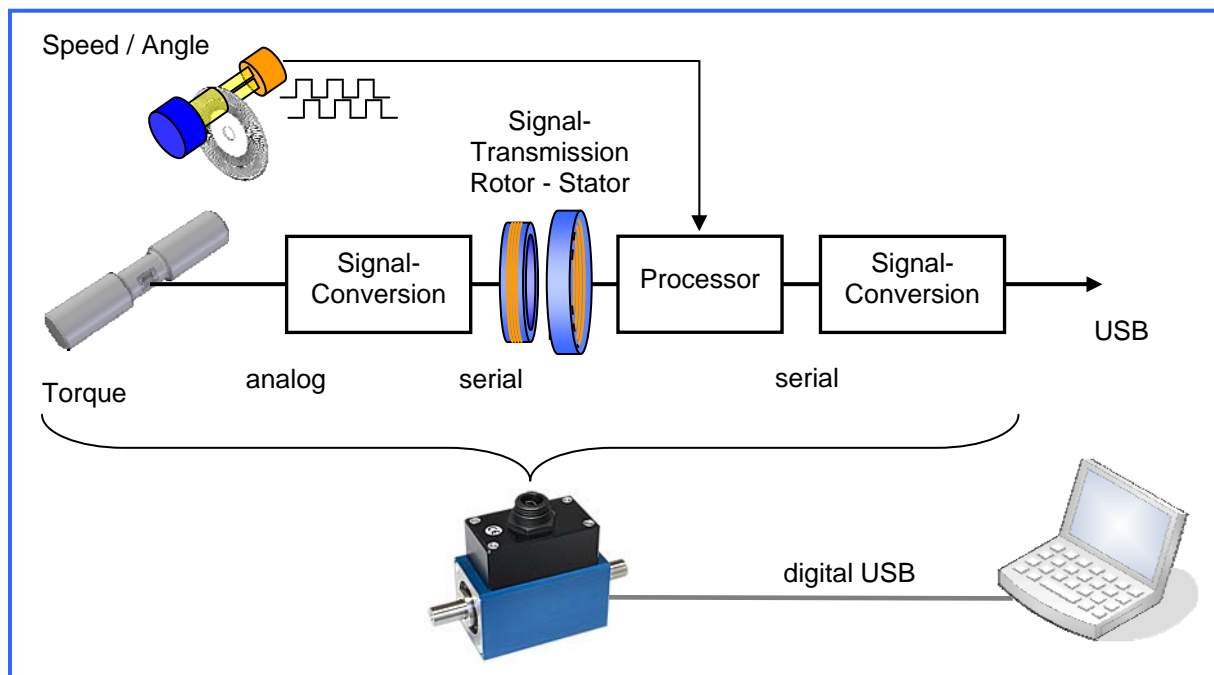 Speed / Angle
Signal-
Transmission
Rotor - Stator
Signal-
Conversion
Processor
Signal-
Conversion
USB
Torque
analog
serial
serial
digital USB